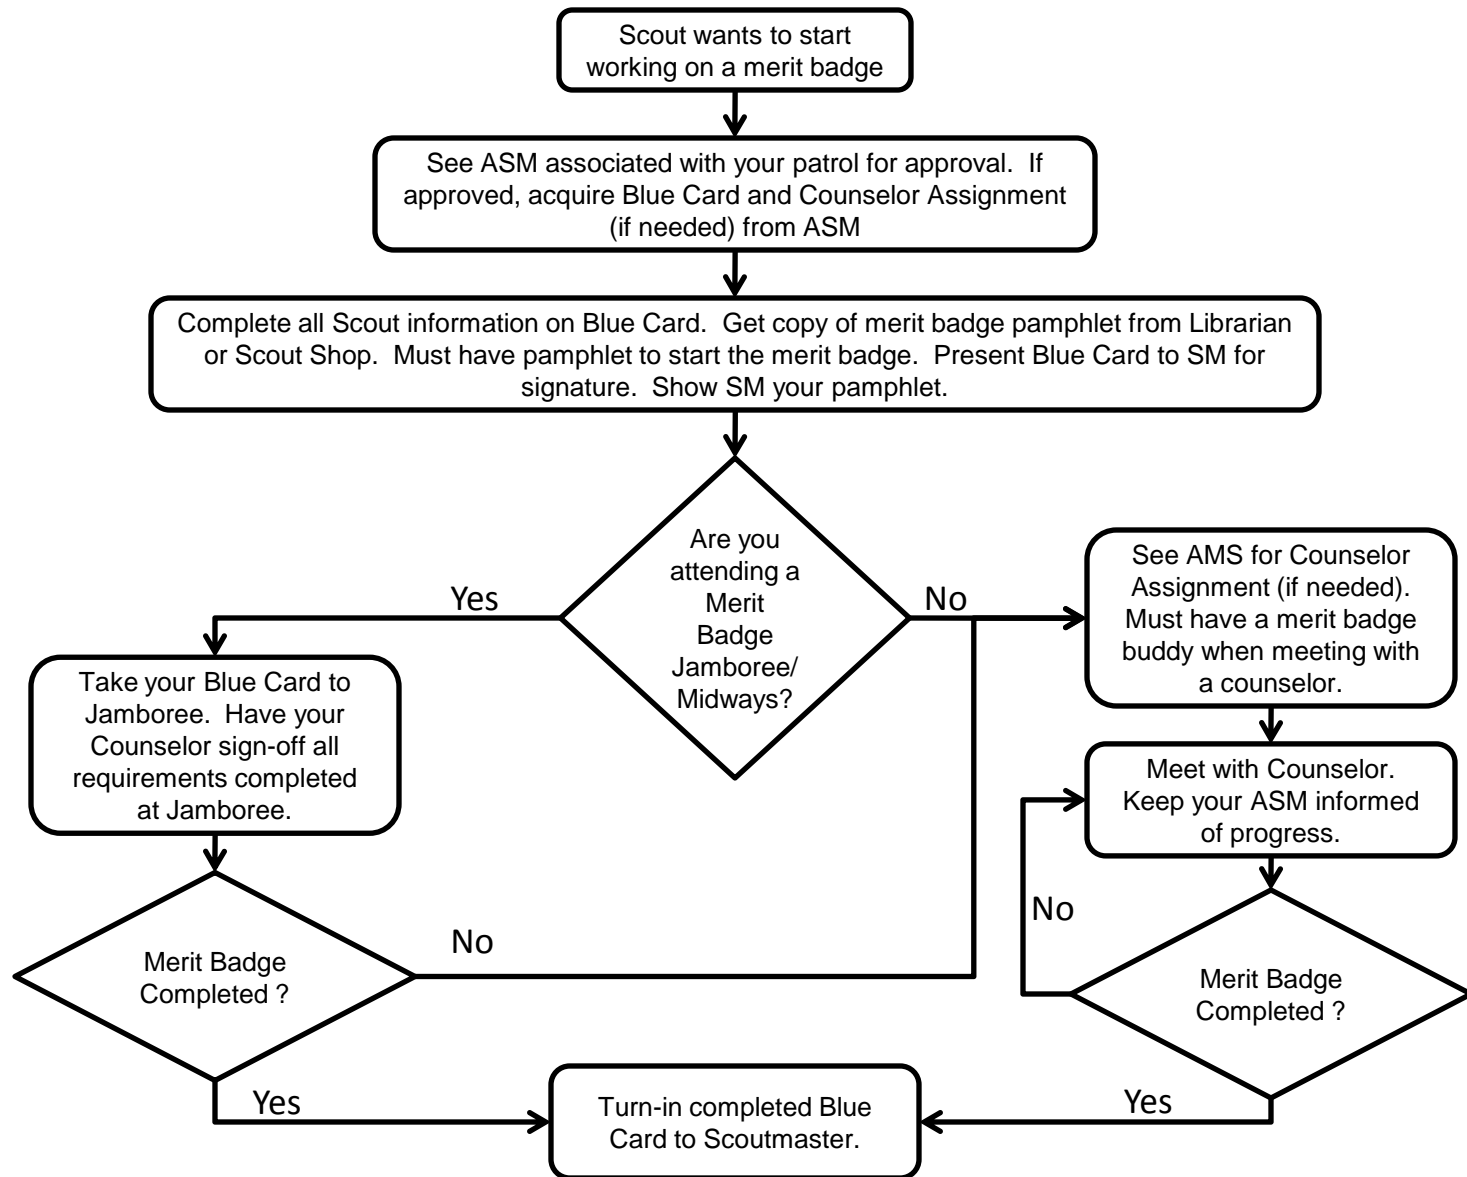 Scout wants to start
working on a merit badge
See ASM associated with your patrol for approval.  If
approved, acquire Blue Card and Counselor Assignment
(if needed) from ASM
Complete all Scout information on Blue Card.  Get copy of merit badge pamphlet from Librarian
or Scout Shop.  Must have pamphlet to start the merit badge.  Present Blue Card to SM for
signature.  Show SM your pamphlet.
Are you
attending a
Merit
Badge
Jamboree/
Midways?
Yes
No
Take your Blue Card to
Jamboree.  Have your
Counselor sign-off all
requirements completed
at Jamboree.
See AMS for Counselor
Assignment (if needed).
Must have a merit badge
buddy when meeting with
a counselor.
Meet with Counselor.
Keep your ASM informed
of progress.
Merit Badge
Completed ?
No
Yes
Merit Badge
Completed ?
No
Yes
Turn-in completed Blue
Card to Scoutmaster.